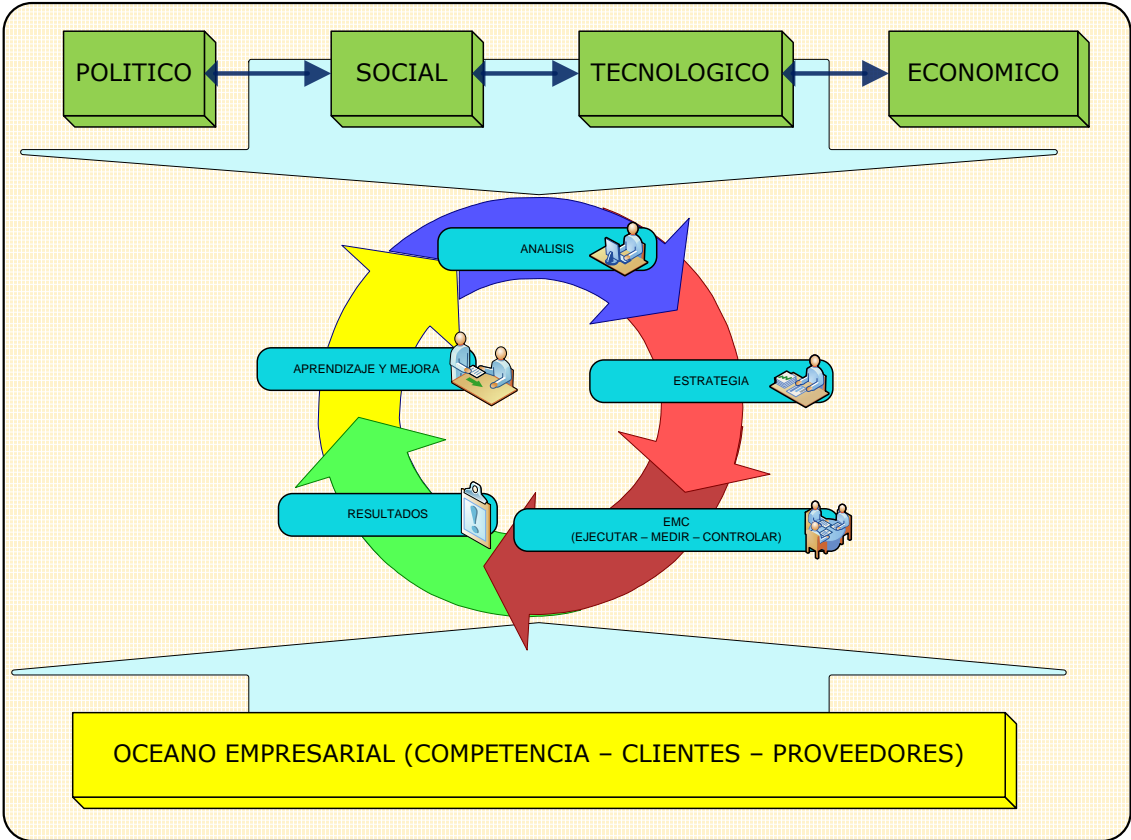 POLITICO
SOCIAL
TECNOLOGICO
ECONOMICO
ANALISIS
APRENDIZAJE Y MEJORA
ESTRATEGIA
RESULTADOS
EMC
(EJECUTAR – MEDIR – CONTROLAR)
OCEANO EMPRESARIAL (COMPETENCIA – CLIENTES – PROVEEDORES)